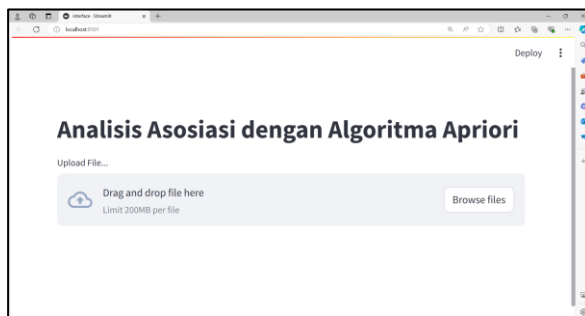 interface · Streamlit
localhost:8501
Deploy
Analisis Asosiasi dengan Algoritma Apriori
Upload File...
Drag and drop file here
Limit 200MB per file
Browse files